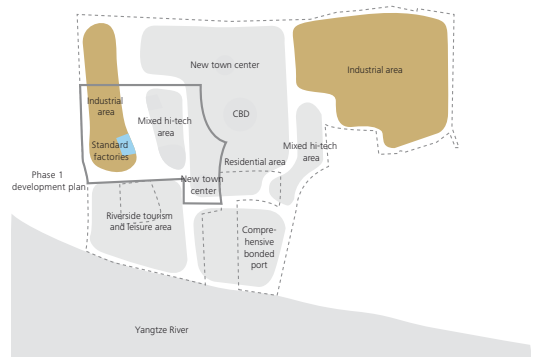 New town center
Industrial area
Industrial
area
CBD
Mixed hi-tech
area
Standard
factories
Mixed hi-tech
area
Residential area
Phase 1
development plan
New town
center
Riverside tourism
and leisure area
Compre-
hensive
bonded
port
Yangtze River